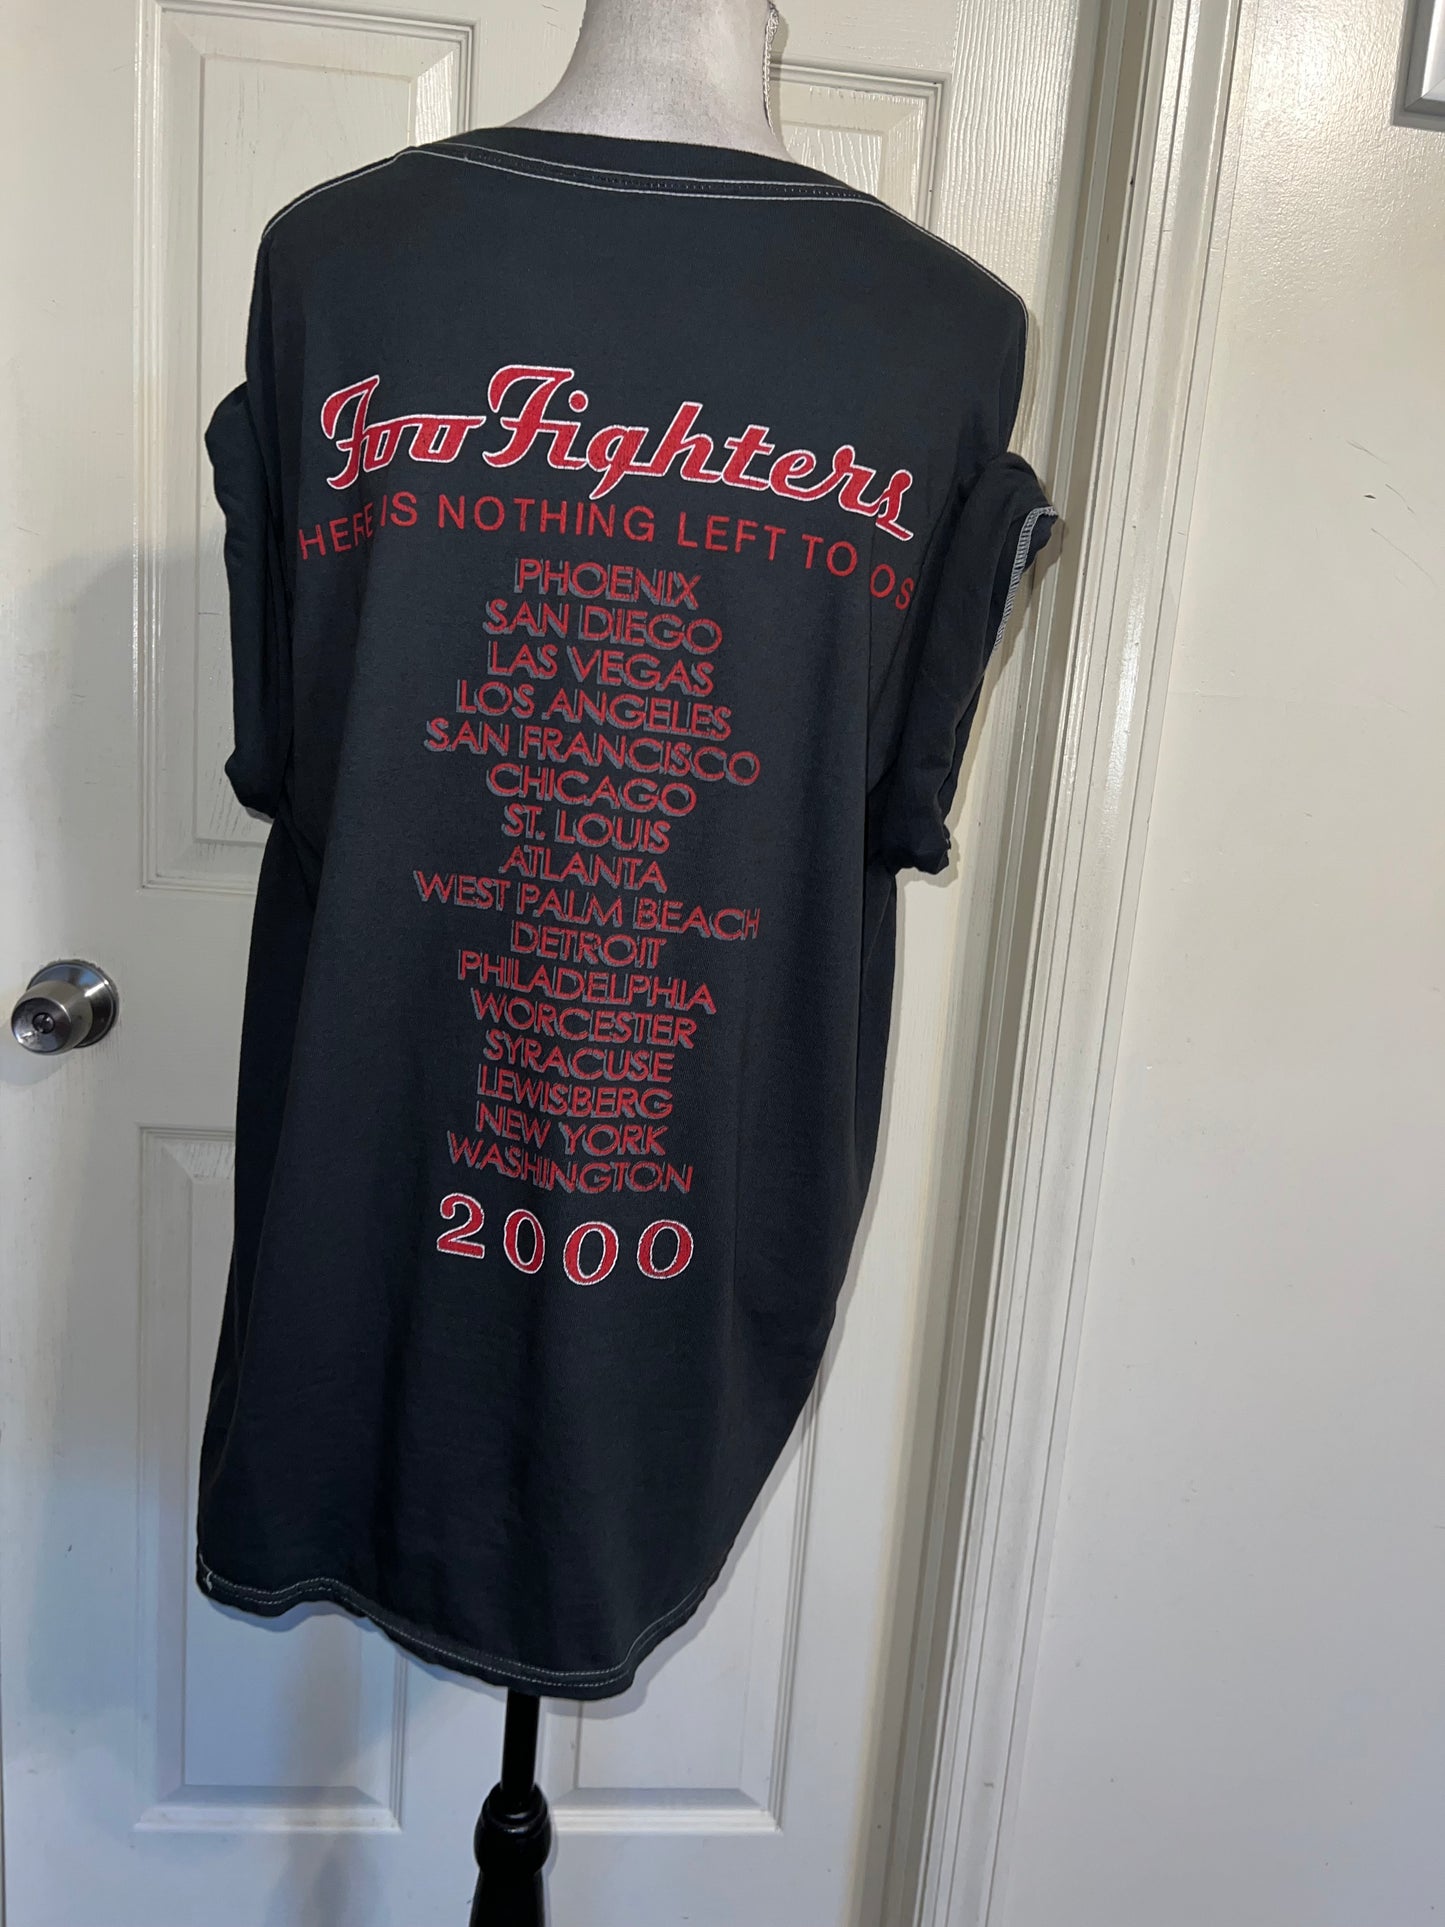 Foo Fighters
HERE IS NOTHING LEFT TO OS
PHOENIX
SAN DIEGO
LAS VEGAS
LOS ANGELES
SAN FRANCISCO
CHICAGO
ST. LOUIS
ATLANTA
WEST PALM BEACH
DETROIT
PHILADELPHIA
WORCESTER
SYRACUSE
LEWISBERG
NEW YORK
WASHINGTON
2000